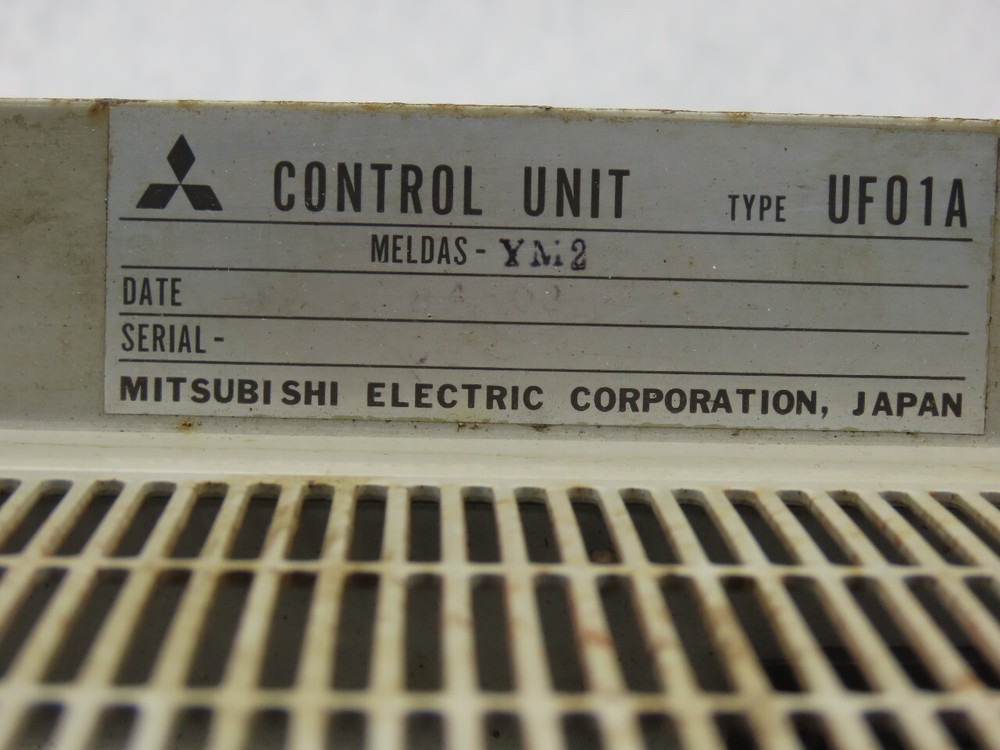 CONTROL UNIT TYPE UF01A
MELDAS - YM2
DATE
SERIAL -
MITSUBISHI ELECTRIC CORPORATION, JAPAN